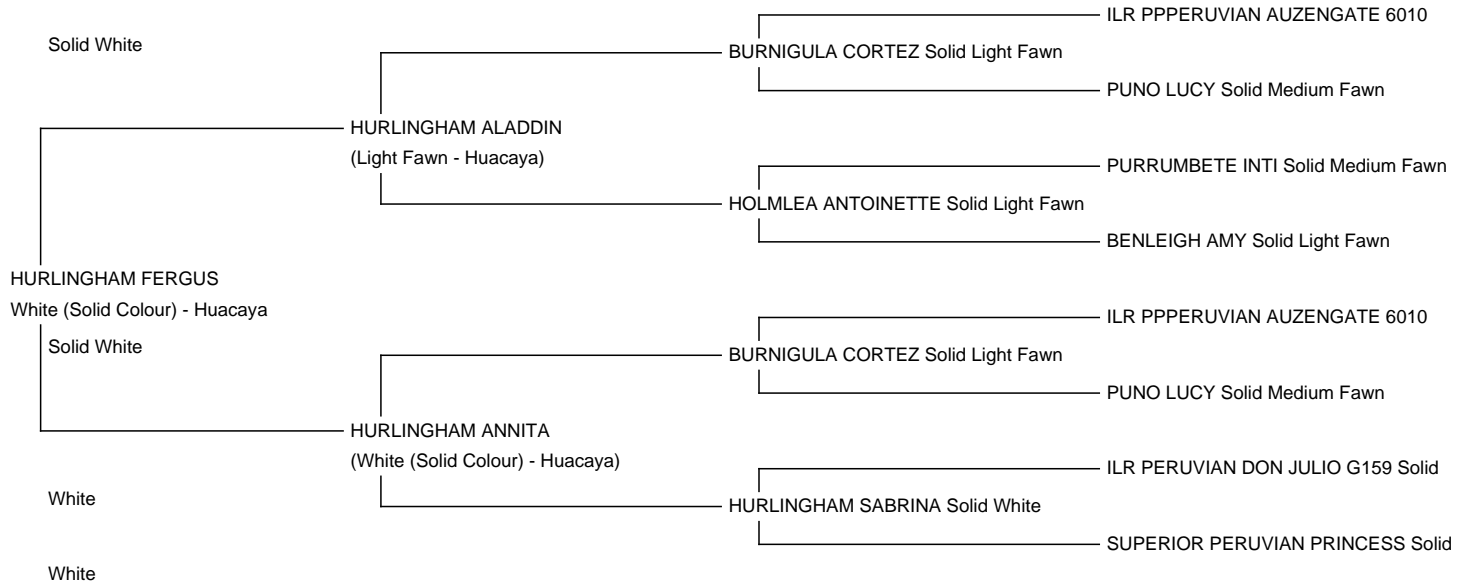 ILR PPPERUVIAN AUZENGATE 6010
Solid White
BURNIGULA CORTEZ Solid Light Fawn
PUNO LUCY Solid Medium Fawn
HURLINGHAM ALADDIN
(Light Fawn - Huacaya)
PURRUMBETE INTI Solid Medium Fawn
HOLMLEA ANTOINETTE Solid Light Fawn
BENLEIGH AMY Solid Light Fawn
HURLINGHAM FERGUS
White (Solid Colour) - Huacaya
ILR PPPERUVIAN AUZENGATE 6010
Solid White
BURNIGULA CORTEZ Solid Light Fawn
PUNO LUCY Solid Medium Fawn
HURLINGHAM ANNITA
(White (Solid Colour) - Huacaya)
ILR PERUVIAN DON JULIO G159 Solid
White
HURLINGHAM SABRINA Solid White
SUPERIOR PERUVIAN PRINCESS Solid
White